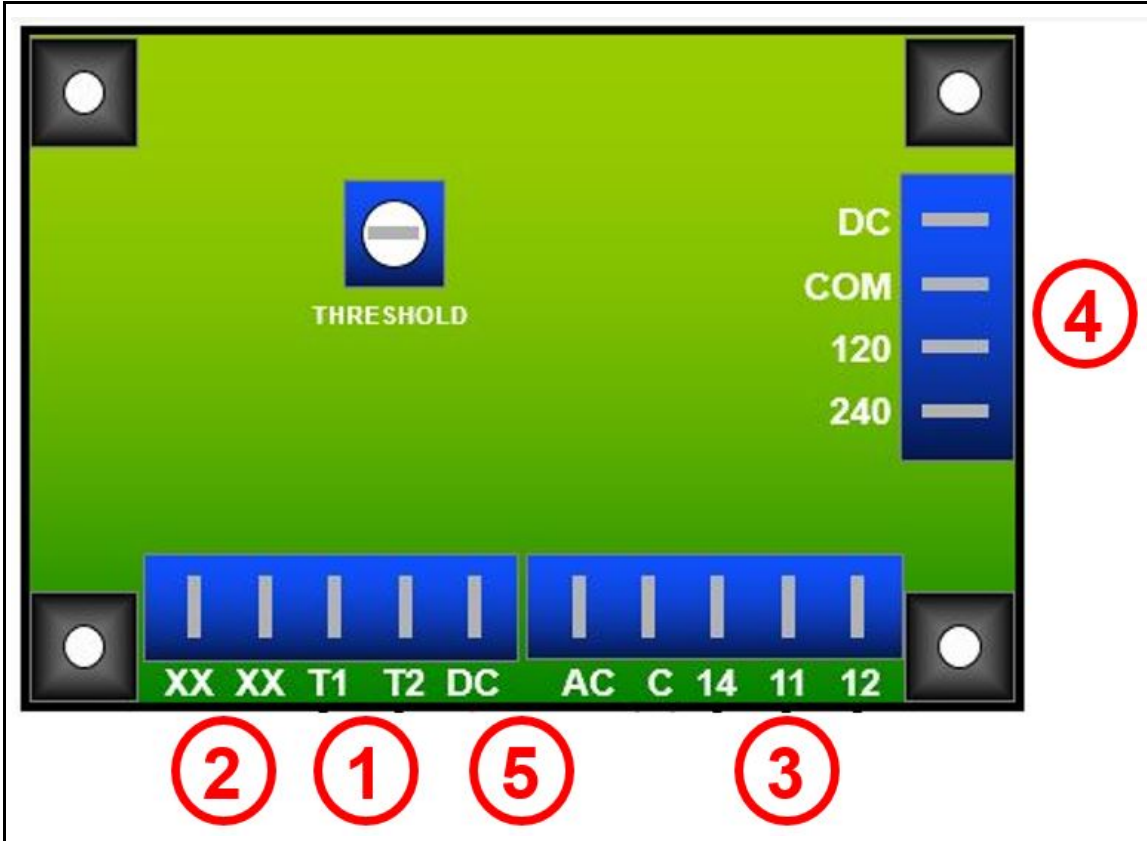 DC
COM
4
THRESHOLD
120
240
XX XX T1 T2 DC AC C 14 11 12
2 1 5 3